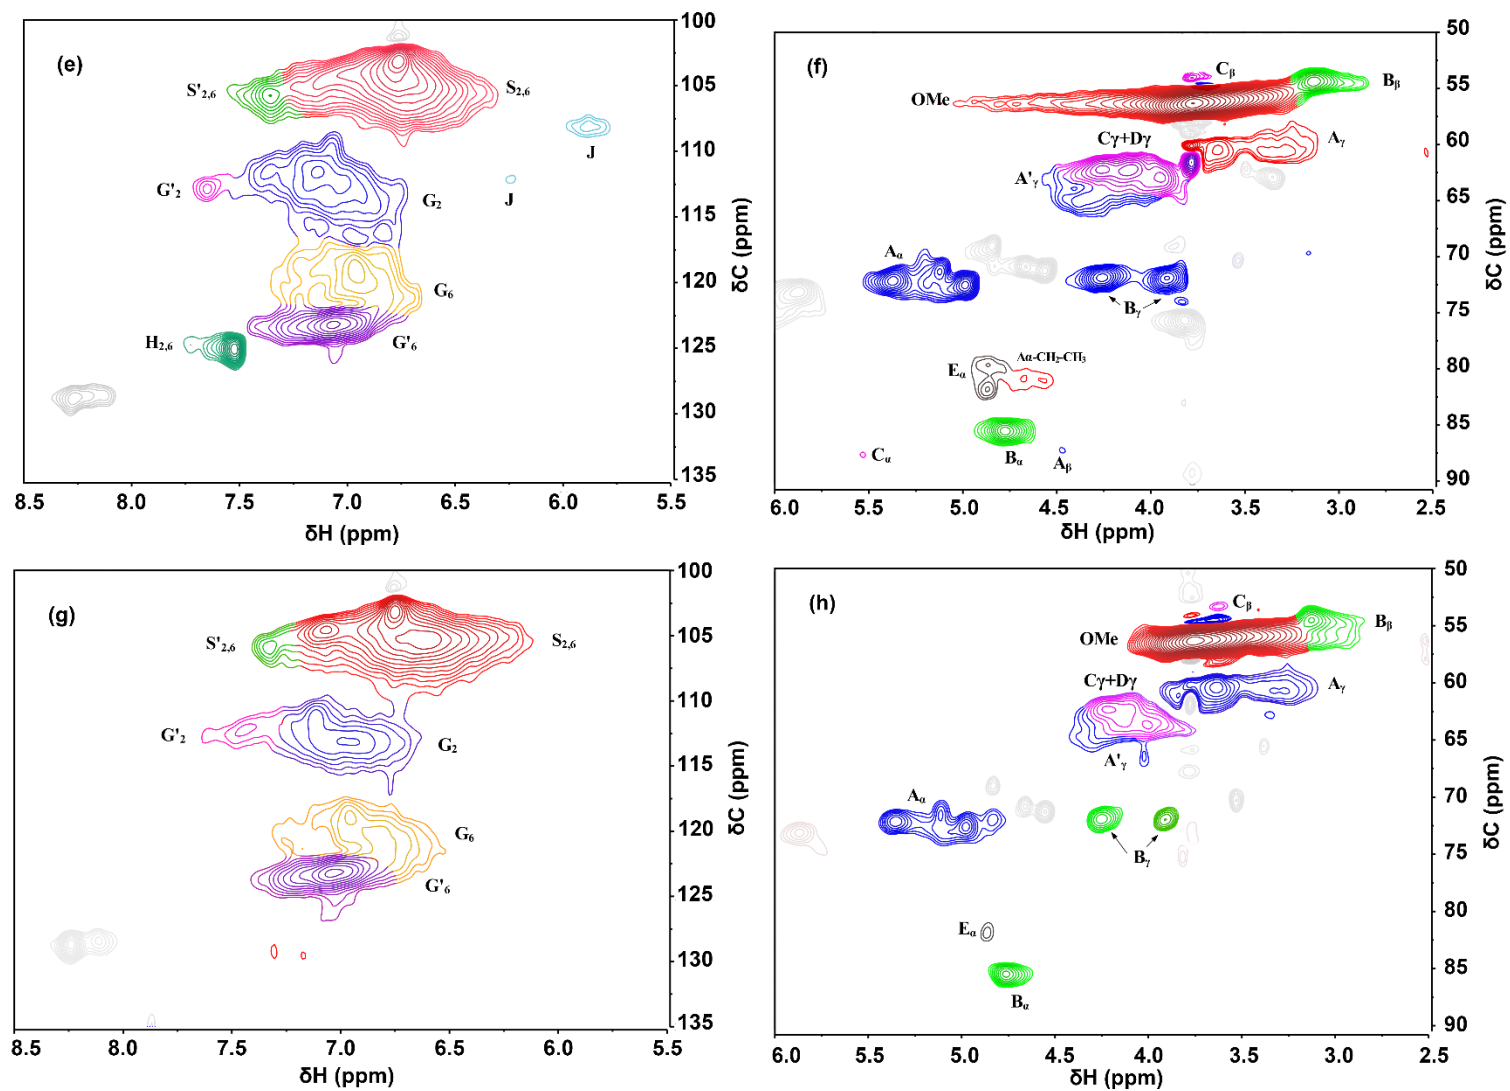 (e)
S'2,6
S2,6
J
G'2
G2
J
G6
H2,6
G'6
100
105
110
115
120
125
130
135
δC (ppm)
8.5 8.0 7.5 7.0 6.5 6.0 5.5
δH (ppm)
(f)
Cβ
Bβ
OMe
Cγ+Dγ
Aγ
A'γ
Aα
Bγ
Aα-CH2-CH3
Eα
Cα
Bα
Aβ
50
55
60
65
70
75
80
85
90
δC (ppm)
6.0 5.5 5.0 4.5 4.0 3.5 3.0 2.5
δH (ppm)
(g)
S'2,6
S2,6
G'2
G2
G6
G'6
100
105
110
115
120
125
130
135
δC (ppm)
8.5 8.0 7.5 7.0 6.5 6.0 5.5
δH (ppm)
(h)
Cβ
Bβ
OMe
Cγ+Dγ
Aγ
A'γ
Aα
Bγ
Eα
Bα
50
55
60
65
70
75
80
85
90
δC (ppm)
6.0 5.5 5.0 4.5 4.0 3.5 3.0 2.5
δH (ppm)